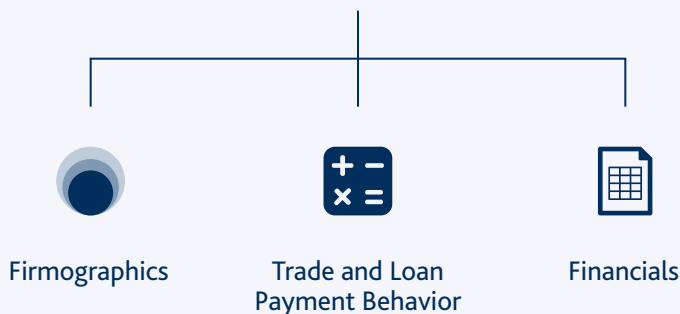 Firmographics
Trade and Loan
Payment Behavior
Financials